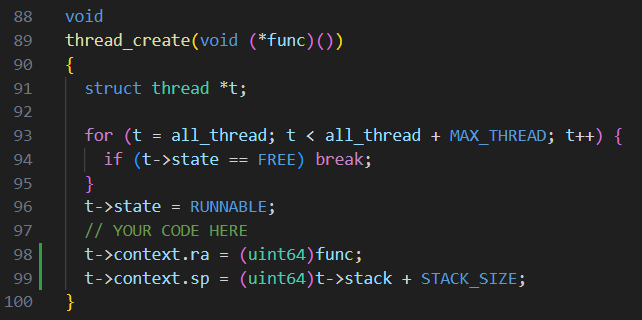 88 void
89 thread_create(void (*func)())
90 {
91   struct thread *t;
92
93   for (t = all_thread; t < all_thread + MAX_THREAD; t++) {
94     if (t->state == FREE) break;
95   }
96   t->state = RUNNABLE;
97   // YOUR CODE HERE
98   t->context.ra = (uint64)func;
99   t->context.sp = (uint64)t->stack + STACK_SIZE;
100 }